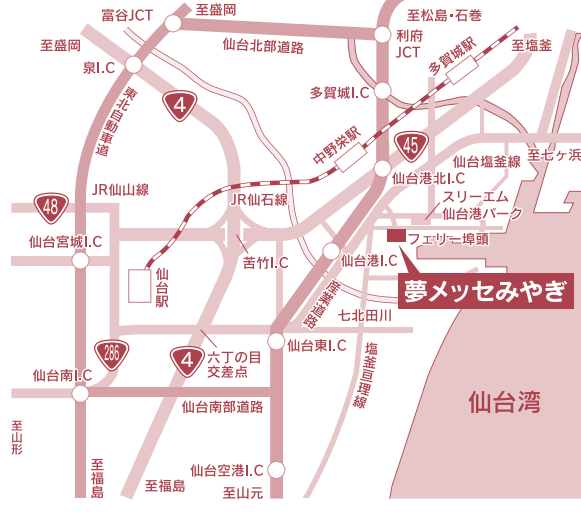 富谷JCT
至盛岡
至松島・石巻
至盛岡
仙台北部道路
利府
JCT
至塩釜
泉I.C
多賀城駅
多賀城I.C
4
東北自動車道
中野栄駅
45
仙台塩釜線
至七ヶ浜
JR仙山線
仙台港北I.C
48
JR仙石線
スリーエム
仙台港パーク
仙台宮城I.C
苦竹I.C
仙台港I.C
フェリー埠頭
仙台駅
産業道路
夢メッセみやぎ
七北田川
286
4
六丁の目
交差点
仙台東I.C
塩釜亘理線
仙台南I.C
仙台南部道路
仙台湾
至山形
仙台空港I.C
至福島
至福島
至山元